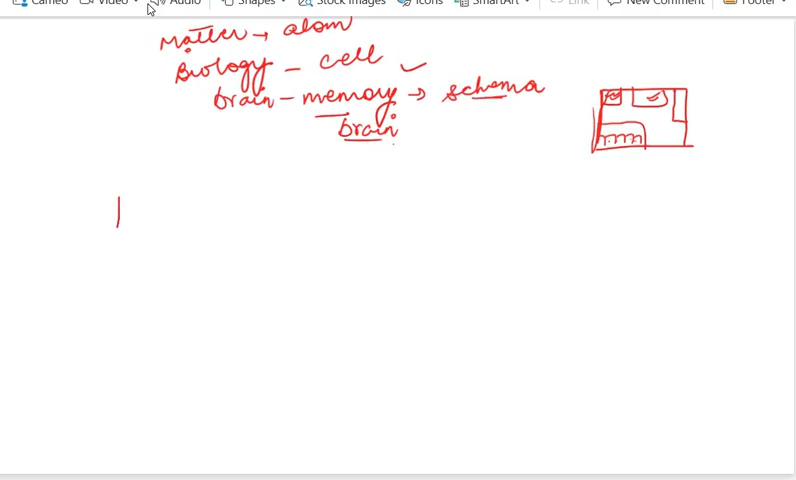 Cameo Video Audio Shapes Stock Images Icons SmartArt Link New Comment Footer
Matter → atom
Biology – cell ✓
brain – memory → schema
brain